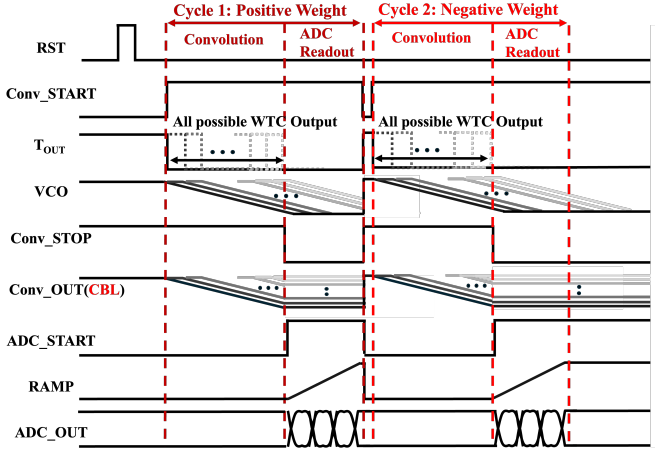 Cycle 1: Positive Weight
Cycle 2: Negative Weight
RST
Convolution
ADC
Readout
Convolution
ADC
Readout
Conv_START
All possible WTC Output
All possible WTC Output
TOUT
VCO
Conv_STOP
Conv_OUT(CBL)
ADC_START
RAMP
ADC_OUT